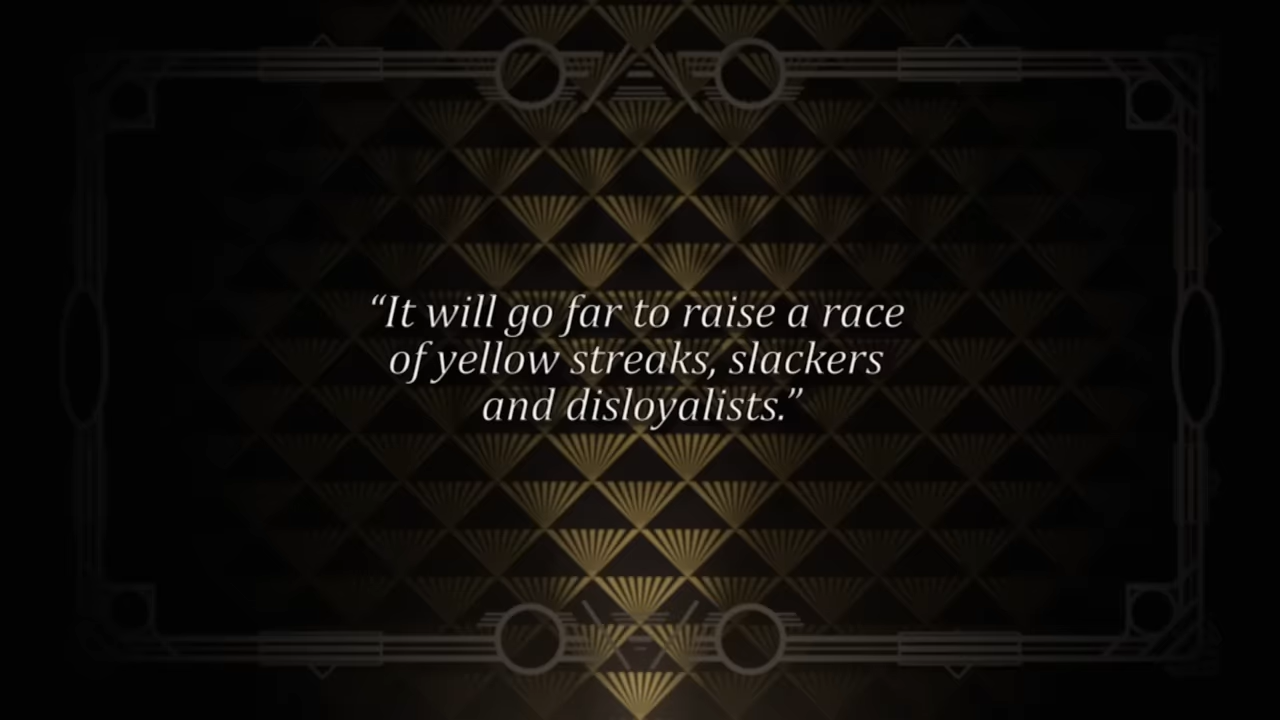 “It will go far to raise a race
of yellow streaks, slackers
and disloyalists.”